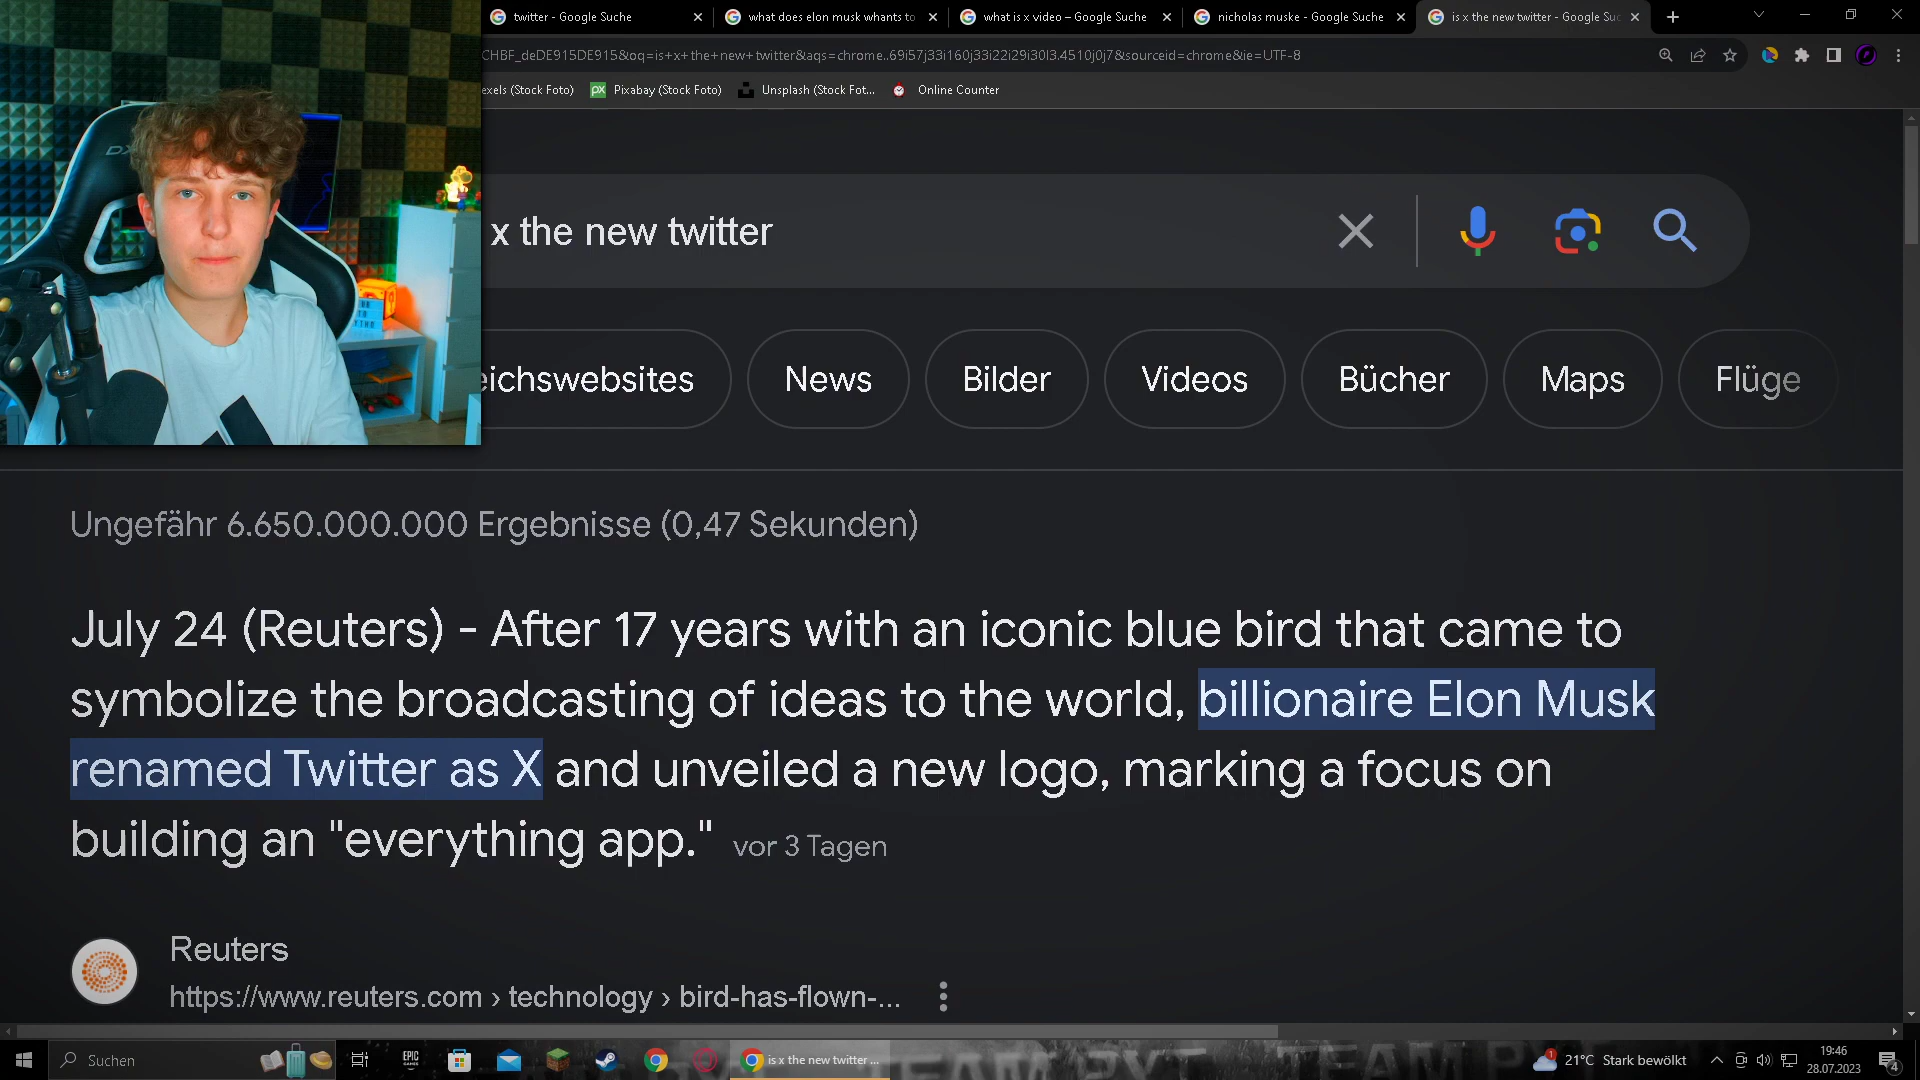 twitter - Google Suche
what does elon musk whants to
what is x video – Google Suche
nicholas muske - Google Suche
is x the new twitter - Google Suc
CHBF_deDE915DE915&oq=is+x+the+new+twitter&aqs=chrome..69i57j33i160j33i22i29i30l3.4510j0j7&sourceid=chrome&ie=UTF-8
exels (Stock Foto)
Pixabay (Stock Foto)
Unsplash (Stock Fot...
Online Counter
x the new twitter
eichswebsites
News
Bilder
Videos
Bücher
Maps
Flüge
Ungefähr 6.650.000.000 Ergebnisse (0,47 Sekunden)
July 24 (Reuters) - After 17 years with an iconic blue bird that came to
symbolize the broadcasting of ideas to the world, billionaire Elon Musk
renamed Twitter as X and unveiled a new logo, marking a focus on
building an "everything app." vor 3 Tagen
Reuters
https://www.reuters.com › technology › bird-has-flown-...
Suchen
EPIC
GAMES
is x the new twitter ...
1
21°C Stark bewölkt
19:46
28.07.2023
4